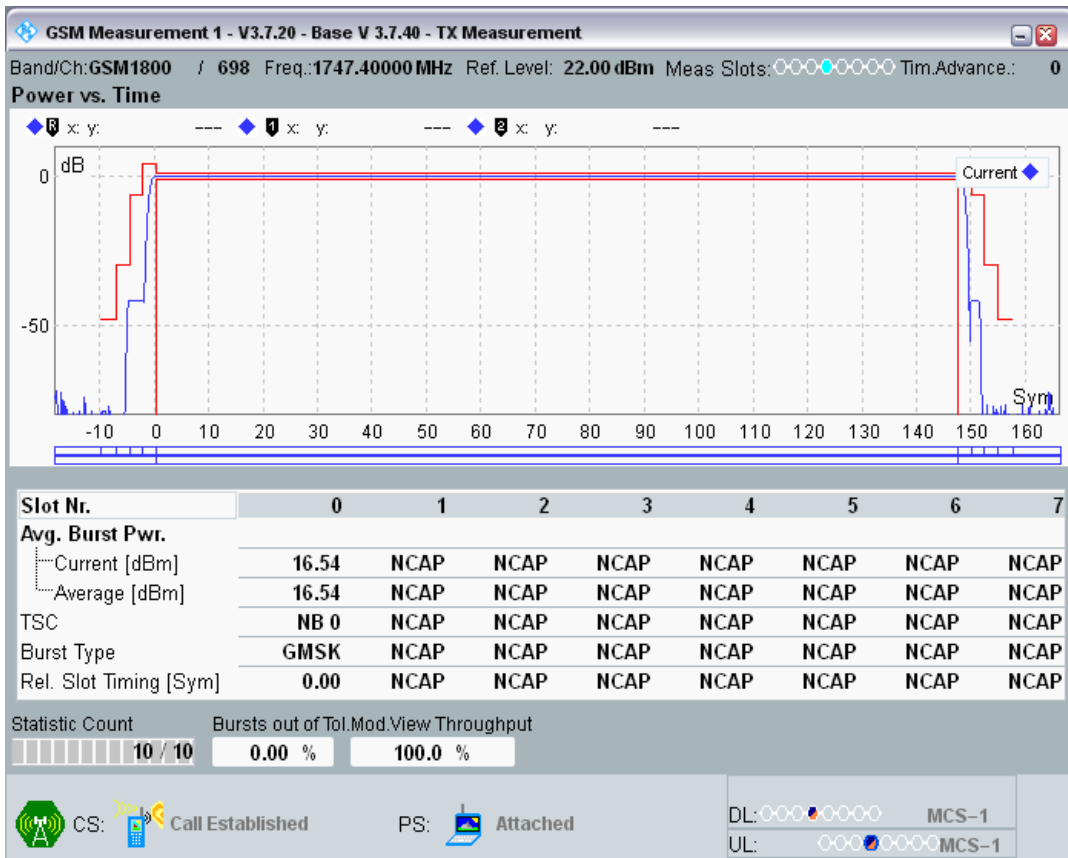 GSM Measurement 1 - V3.7.20 - Base V 3.7.40 - TX Measurement
Band/Ch:GSM1800 / 698 Freq.:1747.40000 MHz Ref. Level: 22.00 dBm Meas Slots: Tim.Advance.: 0
Power vs. Time
R x: y: --- 1 x: y: --- 2 x: y: ---
dB
Current
0
-50
Sym
-10 0 10 20 30 40 50 60 70 80 90 100 110 120 130 140 150 160
Slot Nr. 0 1 2 3 4 5 6 7
Avg. Burst Pwr.
Current [dBm] 16.54 NCAP NCAP NCAP NCAP NCAP NCAP NCAP
Average [dBm] 16.54 NCAP NCAP NCAP NCAP NCAP NCAP NCAP
TSC NB 0 NCAP NCAP NCAP NCAP NCAP NCAP NCAP
Burst Type GMSK NCAP NCAP NCAP NCAP NCAP NCAP NCAP
Rel. Slot Timing [Sym] 0.00 NCAP NCAP NCAP NCAP NCAP NCAP NCAP
Statistic Count Bursts out of Tol.Mod.View Throughput
10 / 10 0.00 % 100.0 %
CS: Call Established PS: Attached
DL: MCS-1
UL: MCS-1